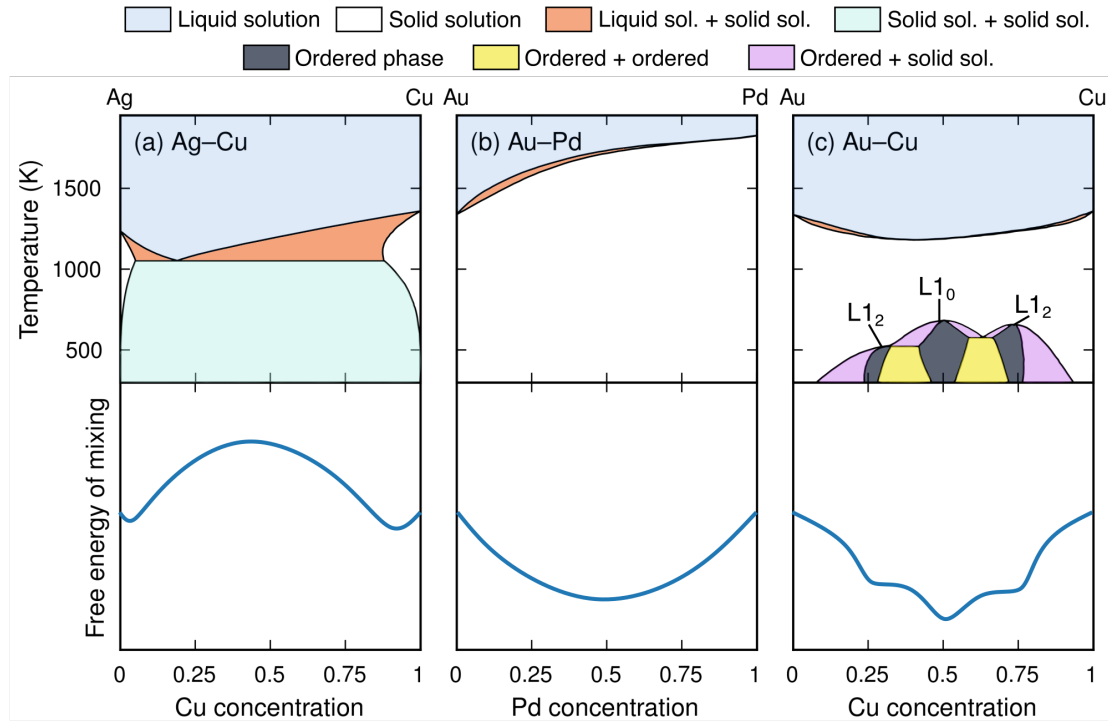 Liquid solution Solid solution Liquid sol. + solid sol. Solid sol. + solid sol.
Ordered phase Ordered + ordered Ordered + solid sol.
Ag Cu Au Pd Au Cu
(a) Ag–Cu (b) Au–Pd (c) Au–Cu
Temperature (K)
1500
1000
500
L1₂ L1₀ L1₂
Free energy of mixing
0 0.25 0.5 0.75 1 0 0.25 0.5 0.75 1 0 0.25 0.5 0.75 1
Cu concentration Pd concentration Cu concentration